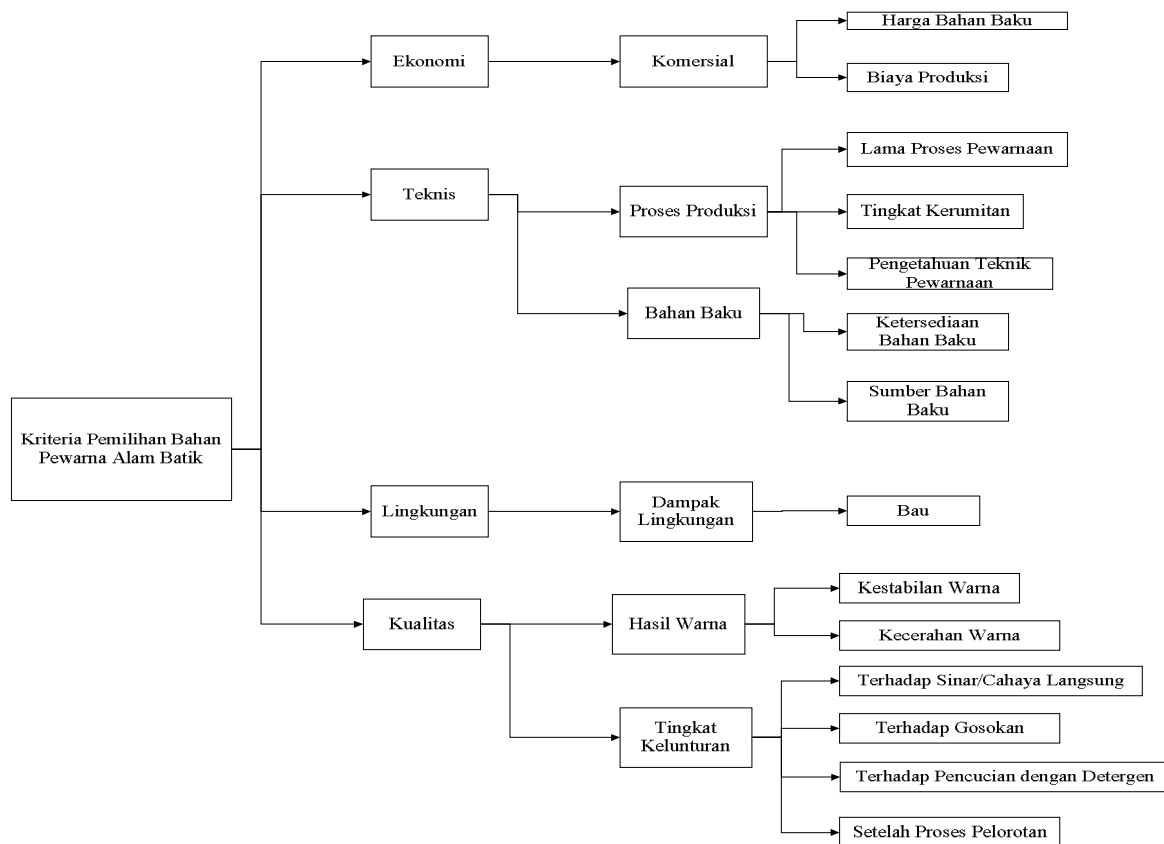 Kriteria Pemilihan Bahan
Pewarna Alam Batik
Ekonomi
Komersial
Harga Bahan Baku
Biaya Produksi
Teknis
Proses Produksi
Lama Proses Pewarnaan
Tingkat Kerumitan
Pengetahuan Teknik
Pewarnaan
Bahan Baku
Ketersediaan
Bahan Baku
Sumber Bahan
Baku
Lingkungan
Dampak
Lingkungan
Bau
Kualitas
Hasil Warna
Kestabilan Warna
Kecerahan Warna
Tingkat
Kelunturan
Terhadap Sinar/Cahaya Langsung
Terhadap Gosokan
Terhadap Pencucian dengan Detergen
Setelah Proses Pelorotan